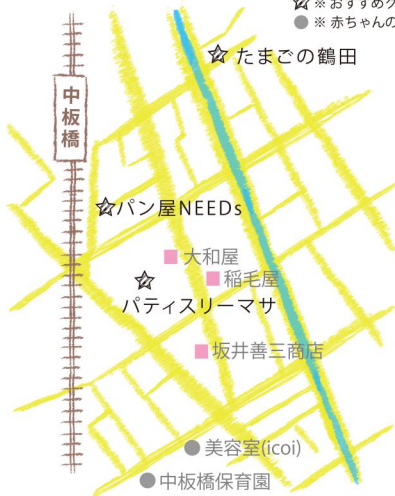 ※ おすすめ
※ 赤ちゃんの
たまごの鶴田
中板橋
パン屋NEEDs
大和屋
稲毛屋
パティスリーマサ
坂井善三商店
美容室(icoi)
中板橋保育園